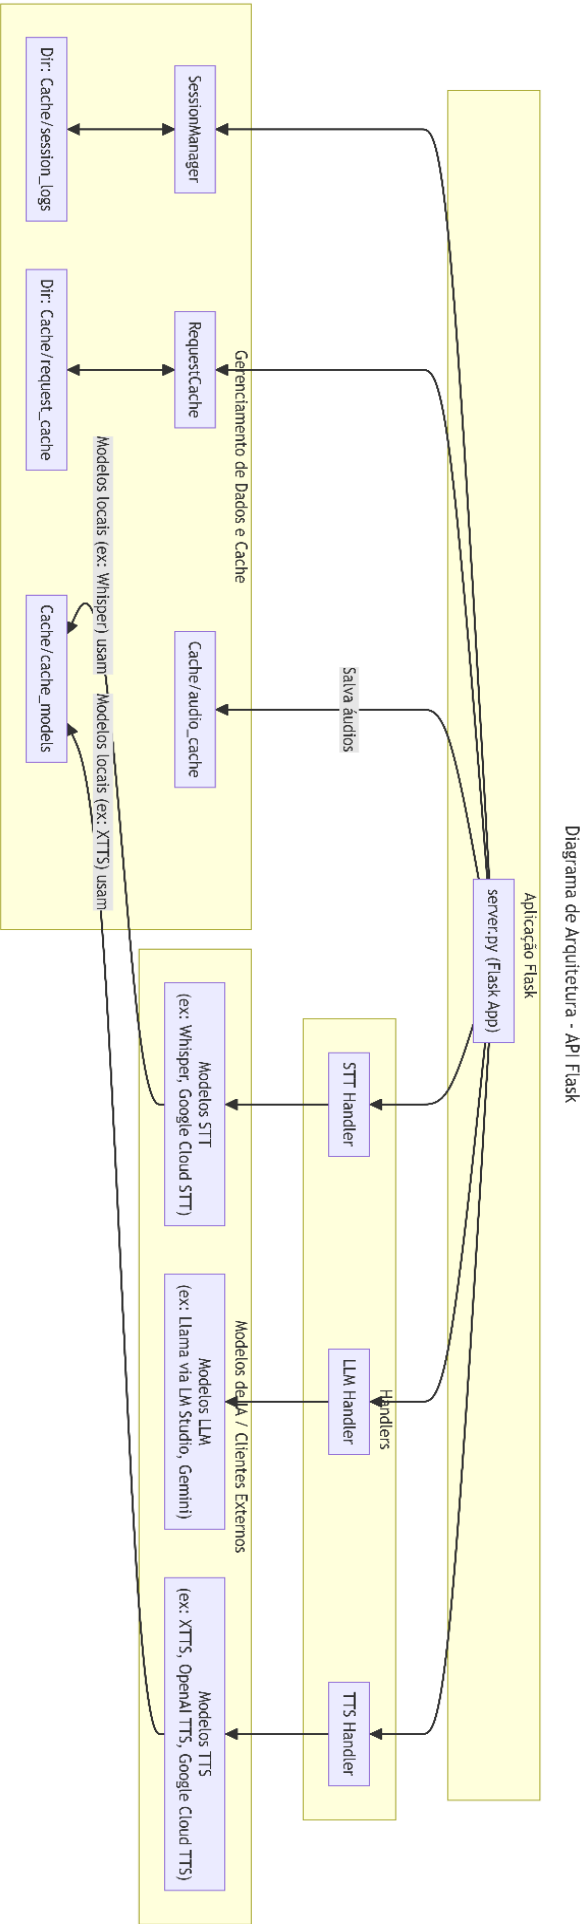 Diagrama de Arquitetura - API Flask
Aplicação Flask
server.py (Flask App)
Salva áudios
Handlers
STT Handler
LLM Handler
TTS Handler
Gerenciamento de Dados e Cache
SessionManager
RequestCache
Cache/audio_cache
Modelos de IA / Clientes Externos
Modelos STT
(ex: Whisper, Google Cloud STT)
Modelos LLM
(ex: Llama via LM Studio, Gemini)
Modelos TTS
(ex: XTTS, OpenAI TTS, Google Cloud TTS)
Modelos locais (ex: Whisper) usam
Modelos locais (ex: XTTS) usam
Dir: Cache/session_logs
Dir: Cache/request_cache
Cache/cache_models